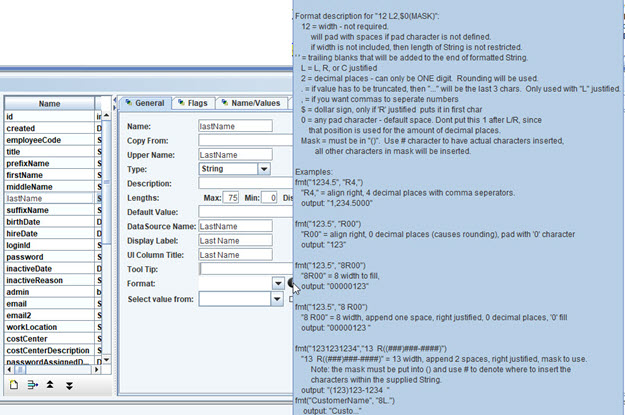 Format description for "12 L2,$0(MASK)":
12 = width - not required.
will pad with spaces if pad character is not defined.
if width is not included, then length of String is not restricted.
' ' = trailing blanks that will be added to the end of formatted String.
L = L, R, or C justified
2 = decimal places - can only be ONE digit. Rounding will be used.
. = if value has to be truncated, then "..." will be the last 3 chars. Only used with "L" justified.
, = if you want commas to seperate numbers
$ = dollar sign, only if 'R' justified puts it in first char
0 = any pad character - default space. Dont put this 1 after L/R, since
that position is used for the amount of decimal places.
Mask = must be in "()". Use # character to have actual characters inserted,
all other characters in mask will be inserted.
Examples:
fmt("1234.5", "R4,")
"R4," = align right, 4 decimal places with comma seperators.
output: "1,234.5000"
fmt("123.5", "R00")
"R00" = align right, 0 decimal places (causes rounding), pad with '0' character
output: "123"
fmt("123.5", "8R00")
"8R00" = 8 width to fill,
output: "00000123"
fmt("123.5", "8 R00")
"8 R00" = 8 width, append one space, right justified, 0 decimal places, '0' fill
output: "00000123 "
fmt("1231231234","13  R((###)###-####)")
"13  R((###)###-####)" = 13 width, append 2 spaces, right justified, mask to use.
Note: the mask must be put into () and use # to denote where to insert the
characters within the supplied String.
output: "(123)123-1234  "
fmt("CustomerName", "8L.")
output: "Custo..."
Name
id
created
employeeCode
title
prefixName
firstName
middleName
lastName
suffixName
birthDate
hireDate
loginId
password
inactiveDate
inactiveReason
admin
email
email2
workLocation
costCenter
costCenterDescription
passwordAssignedD...
General Flags Name/Values
Name: lastName
Copy From:
Upper Name: LastName
Type: String
Description:
Lengths: Max: 75 Min: 0
Default Value:
DataSource Name: LastName
Display Label: Last Name
UI Column Title: Last Name
Tool Tip:
Format:
Select value from: